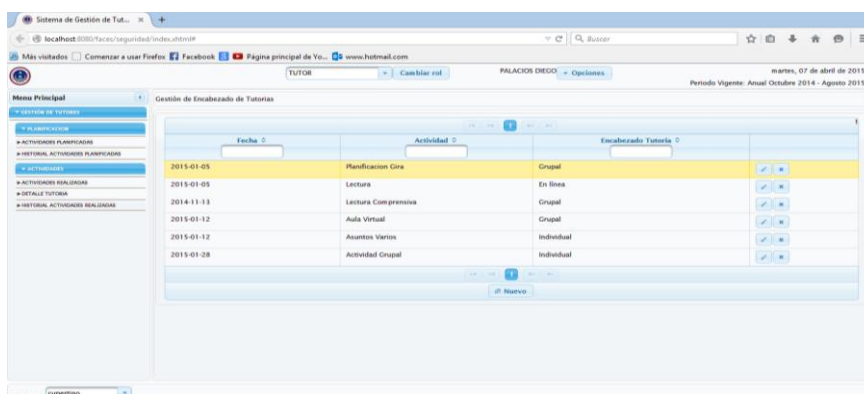 Sistema de Gestión de Tut...
localhost:8080/faces/seguridad/index.xhtml#
Buscar
Más visitados Comenzar a usar Firefox Facebook Página principal de Yo... www.hotmail.com
TUTOR Cambiar rol PALACIOS DIEGO Opciones martes, 07 de abril de 2015
Periodo Vigente: Anual Octubre 2014 - Agosto 2015
Menu Principal
Gestión de Encabezado de Tutorias
GESTIÓN DE TUTORES
PLANIFICACION
ACTIVIDADES PLANIFICADAS
HISTORIAL ACTIVIDADES PLANIFICADAS
ACTIVIDADES
ACTIVIDADES REALIZADAS
DETALLE TUTORIA
HISTORIAL ACTIVIDADES REALIZADAS
1
Fecha Actividad Encabezado Tutoria
2015-01-05 Planificacion Gira Grupal
2015-01-05 Lectura En línea
2014-11-13 Lectura Comprensiva Grupal
2015-01-12 Aula Virtual Grupal
2015-01-12 Asuntos Varios Individual
2015-01-28 Actividad Grupal Individual
1
Nuevo
cupertino